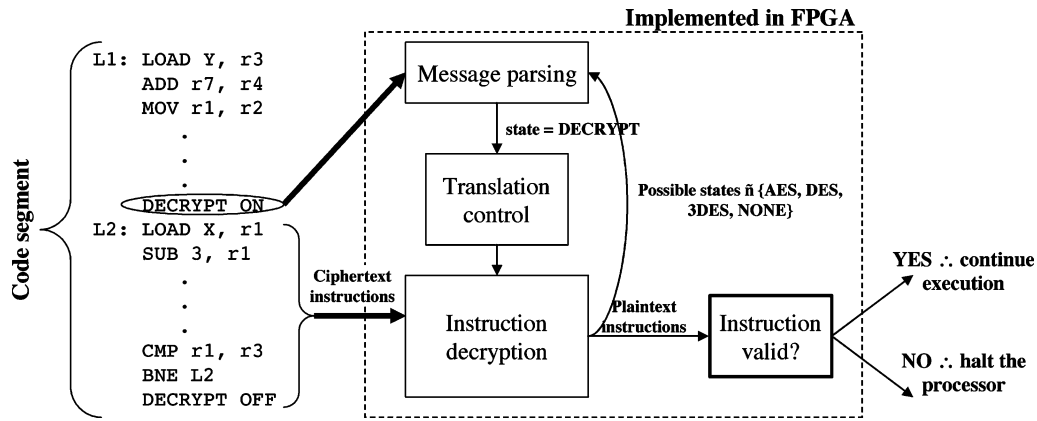 Implemented in FPGA
Code segment
L1: LOAD Y, r3
ADD r7, r4
MOV r1, r2
.
.
.
DECRYPT ON
L2: LOAD X, r1
SUB 3, r1
.
.
.
CMP r1, r3
BNE L2
DECRYPT OFF
Ciphertext
instructions
Message parsing
state = DECRYPT
Translation
control
Possible states ñ {AES, DES,
3DES, NONE}
Instruction
decryption
Plaintext
instructions
Instruction
valid?
YES ∴ continue
execution
NO ∴ halt the
processor